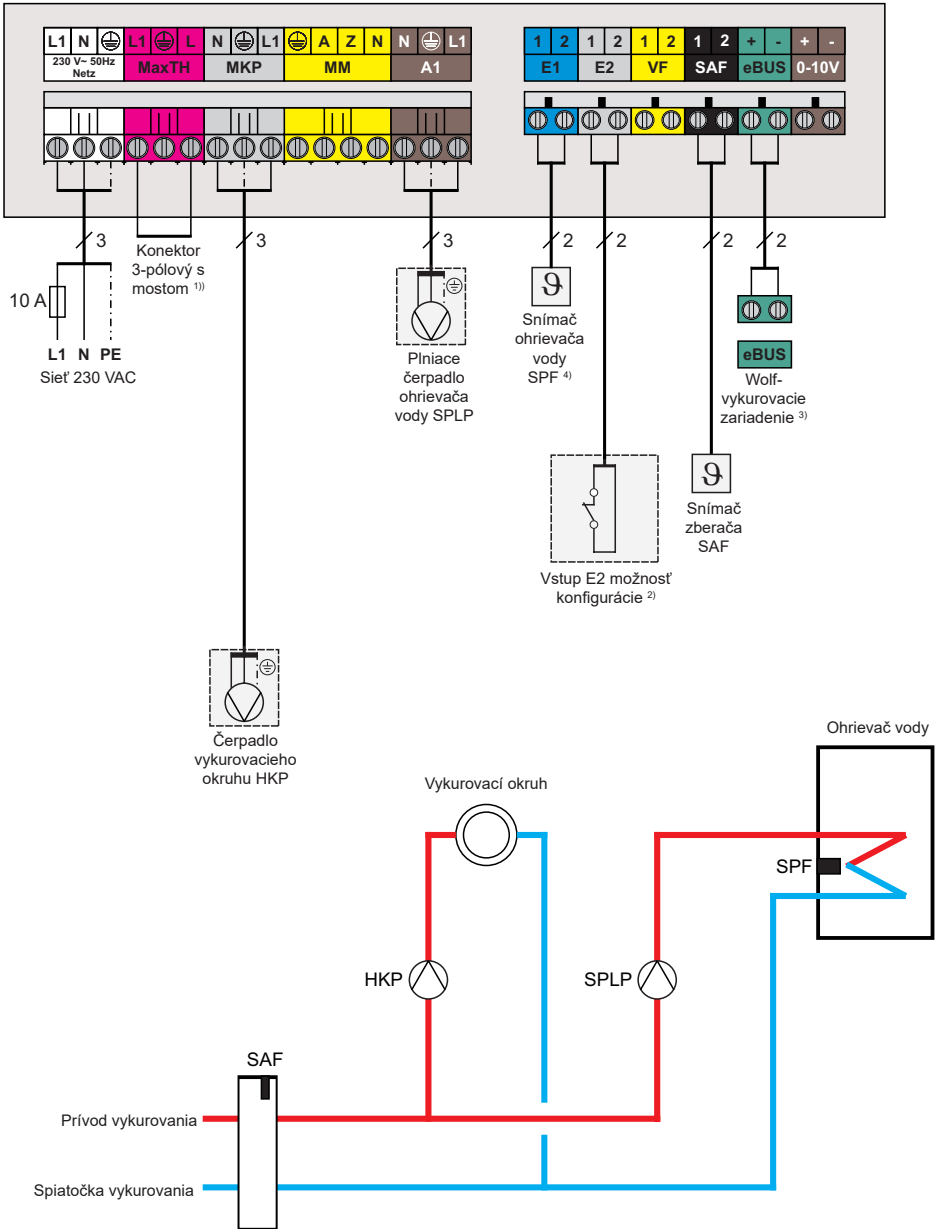 L1 N L1 L N L1 A Z N N L1 1 2 1 2 1 2 1 2 + - + -
230 V~ 50Hz
Netz
MaxTH MKP MM A1 E1 E2 VF SAF eBUS 0-10V
3
Konektor
3-pólový s
mostom 1))
10 A
L1 N PE
Sieť 230 VAC
3
Čerpadlo
vykurovacieho
okruhu HKP
3
Plniace
čerpadlo
ohrievača
vody SPLP
2
ϑ
Snímač
ohrievača
vody
SPF 4)
2
Vstup E2 možnosť
konfigurácie 2)
2
ϑ
Snímač
zberača
SAF
2
eBUS
Wolf-
vykurovacie
zariadenie 3)
Ohrievač vody
Vykurovací okruh
SPF
HKP
SPLP
SAF
Prívod vykurovania
Spiatočka vykurovania